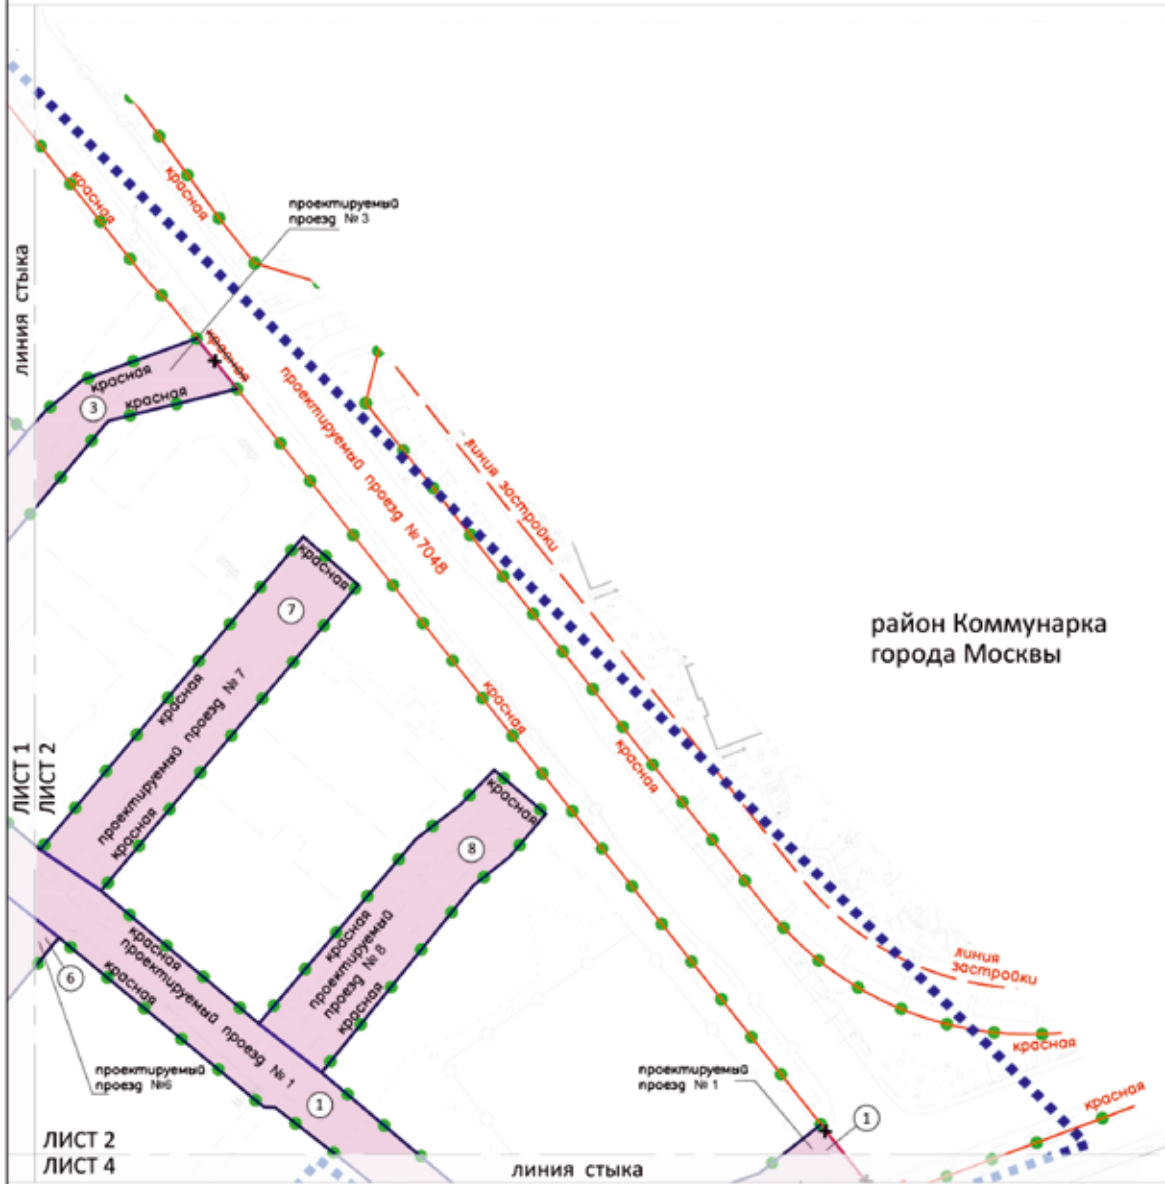 красная
красная
проектируемый
проезд № 3
линия стыка
красная
красная
красная
3
проектируемый проезд № 7048
линия застройки
красная
7
район Коммунарка
города Москвы
красная
проектируемый проезд № 7
красная
красная
красная
ЛИСТ 1
ЛИСТ 2
красная
8
красная
проектируемый
проезд № 8
красная
линия
застройки
красная
красная
проектируемый проезд № 1
красная
6
проектируемый
проезд №6
1
проектируемый
проезд № 1
1
красная
ЛИСТ 2
ЛИСТ 4
линия стыка